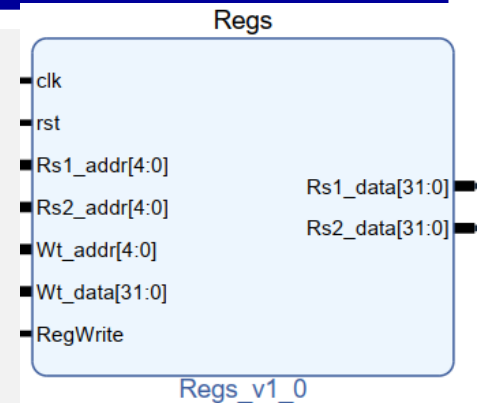 Regs
clk
rst
Rs1_addr[4:0]
Rs2_addr[4:0]
Wt_addr[4:0]
Wt_data[31:0]
RegWrite
Rs1_data[31:0]
Rs2_data[31:0]
Regs_v1_0